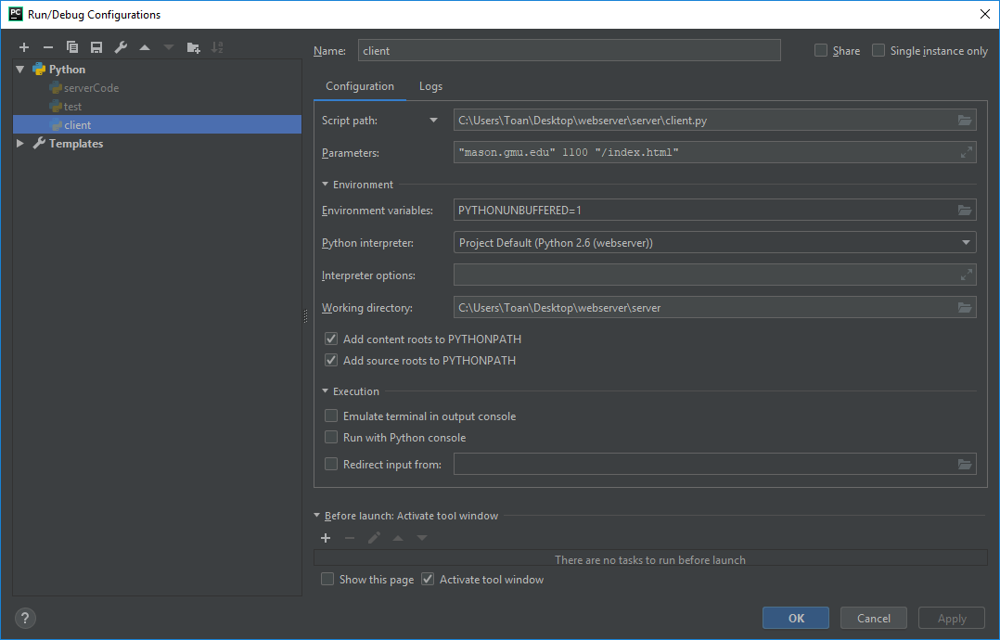 PC Run/Debug Configurations
Name: client Share Single instance only
Python
serverCode
test
client
Templates
Configuration Logs
Script path: C:\Users\Toan\Desktop\webserver\server\client.py
Parameters: "mason.gmu.edu" 1100 "/index.html"
Environment
Environment variables: PYTHONUNBUFFERED=1
Python interpreter: Project Default (Python 2.6 (webserver))
Interpreter options:
Working directory: C:\Users\Toan\Desktop\webserver\server
Add content roots to PYTHONPATH
Add source roots to PYTHONPATH
Execution
Emulate terminal in output console
Run with Python console
Redirect input from:
Before launch: Activate tool window
There are no tasks to run before launch
Show this page Activate tool window
? OK Cancel Apply